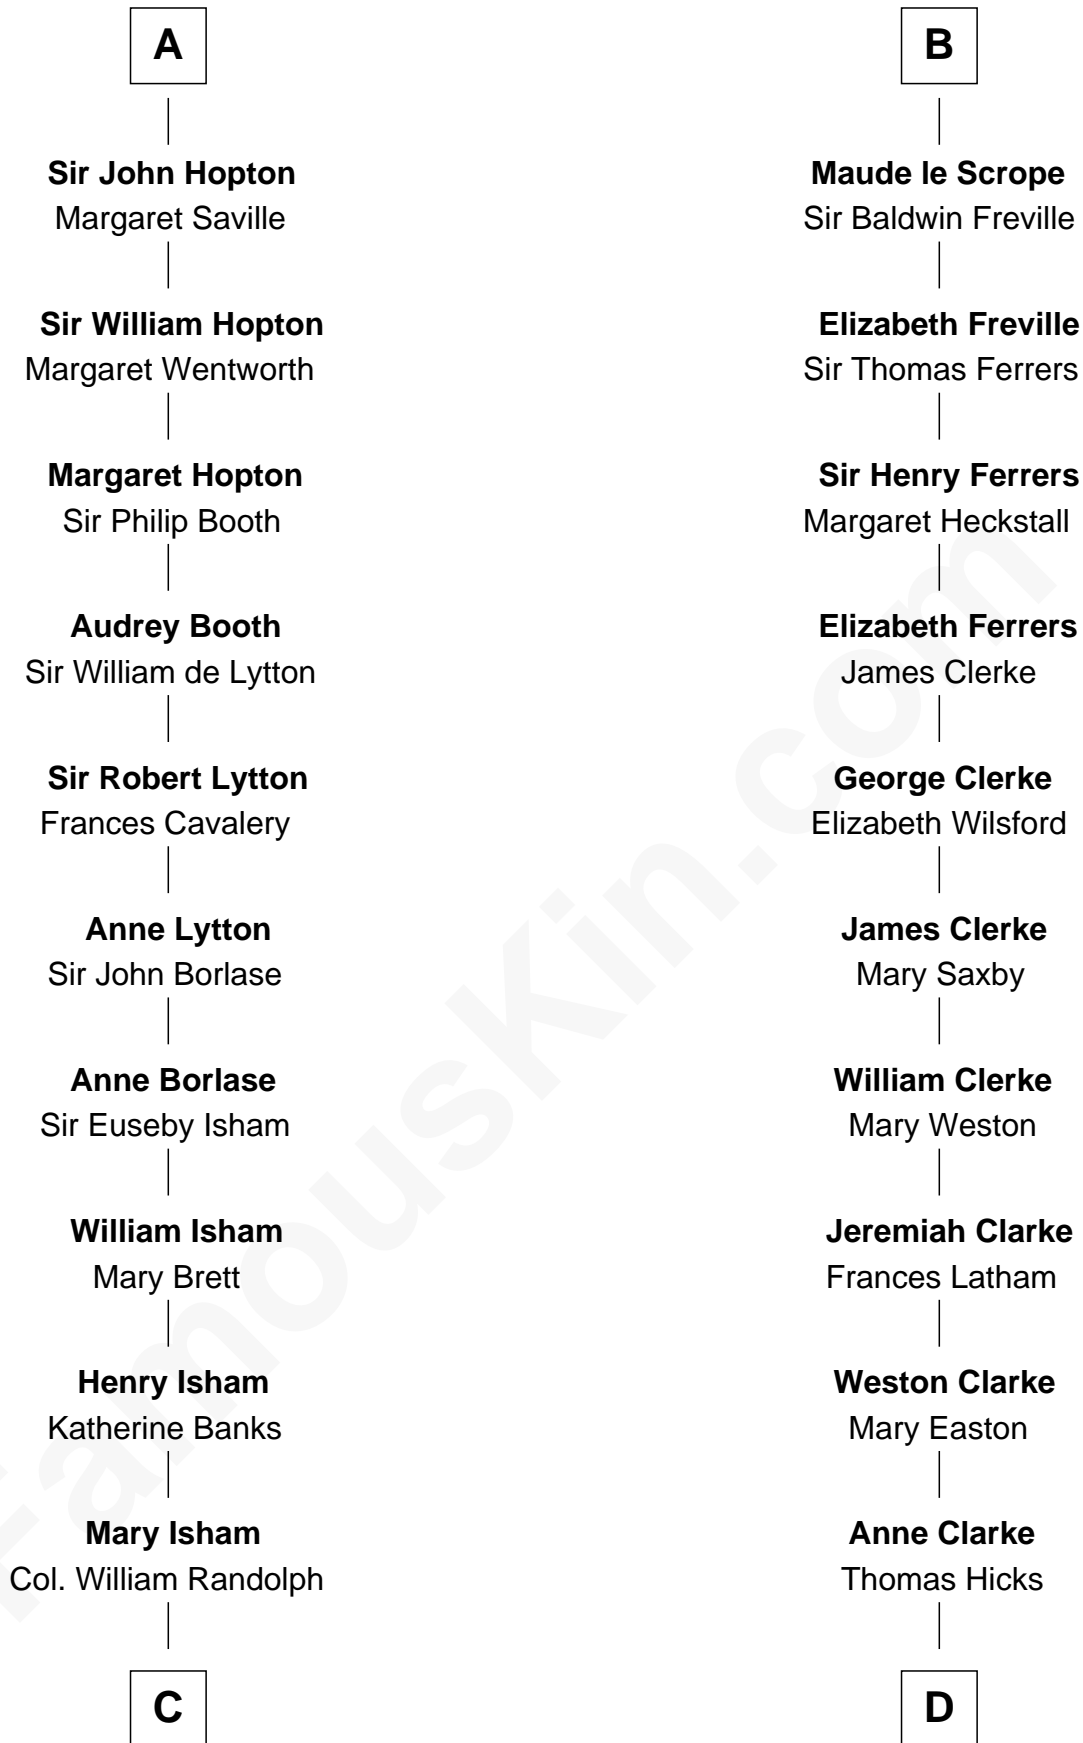 A
Sir John Hopton
Margaret Saville
Sir William Hopton
Margaret Wentworth
Margaret Hopton
Sir Philip Booth
Audrey Booth
Sir William de Lytton
Sir Robert Lytton
Frances Cavalery
Anne Lytton
Sir John Borlase
Anne Borlase
Sir Euseby Isham
William Isham
Mary Brett
Henry Isham
Katherine Banks
Mary Isham
Col. William Randolph
C
B
Maude le Scrope
Sir Baldwin Freville
Elizabeth Freville
Sir Thomas Ferrers
Sir Henry Ferrers
Margaret Heckstall
Elizabeth Ferrers
James Clerke
George Clerke
Elizabeth Wilsford
James Clerke
Mary Saxby
William Clerke
Mary Weston
Jeremiah Clarke
Frances Latham
Weston Clarke
Mary Easton
Anne Clarke
Thomas Hicks
D
FamousKin.com